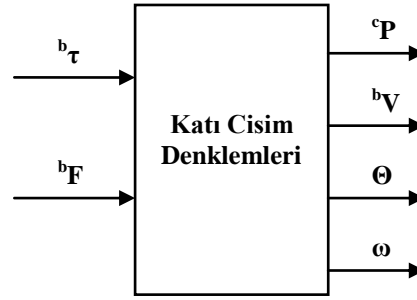 ᵇτ
ᵇF
Katı Cisim
Denklemleri
ᶜP
ᵇV
Θ
ω